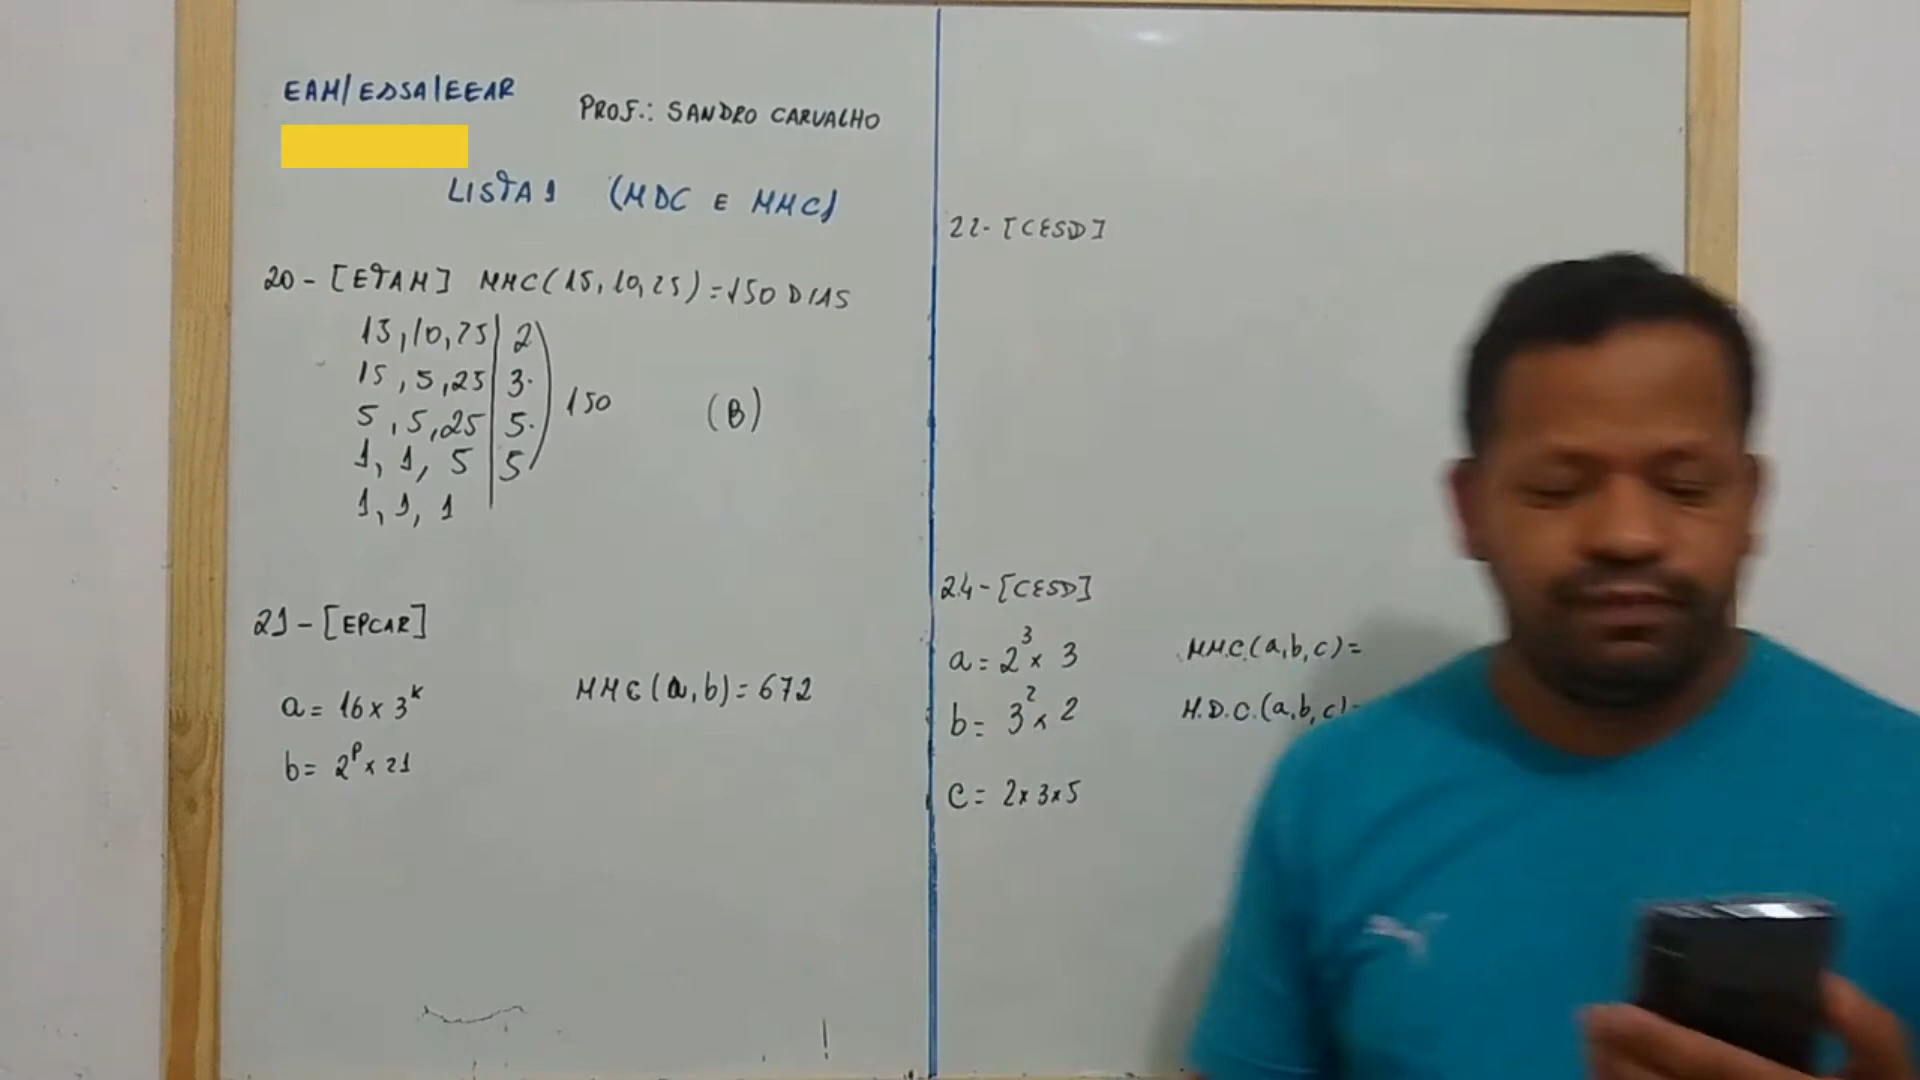 EAM/EDSA/EEAR
PROF.: SANDRO CARVALHO
LISTA 1 (MDC E MMC)
20 - [ETAM] MMC(15, 10, 25) = 150 DIAS
15, 10, 25 | 2
15, 5, 25 | 3
5, 5, 25 | 5
1, 1, 5 | 5
1, 1, 1
150
(B)
21 - [EPCAR]
a = 16 x 3^k
b = 2^p x 21
MMC(a, b) = 672
22 - [CESD]
24 - [CESD]
a = 2^3 x 3
b = 3^2 x 2
c = 2 x 3 x 5
M.M.C.(a, b, c) =
M.D.C.(a, b, c) =